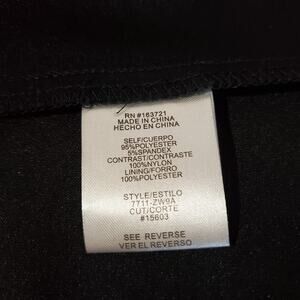 RN #163721
MADE IN CHINA
HECHO EN CHINA
SELF/CUERPO
95%POLYESTER
5%SPANDEX
CONTRAST/CONTRASTE
100%NYLON
LINING/FORRO
100%POLYESTER
STYLE/ESTILO
7711-ZW9A
CUT/CORTE
#15603
SEE REVERSE
VER EL REVERSO